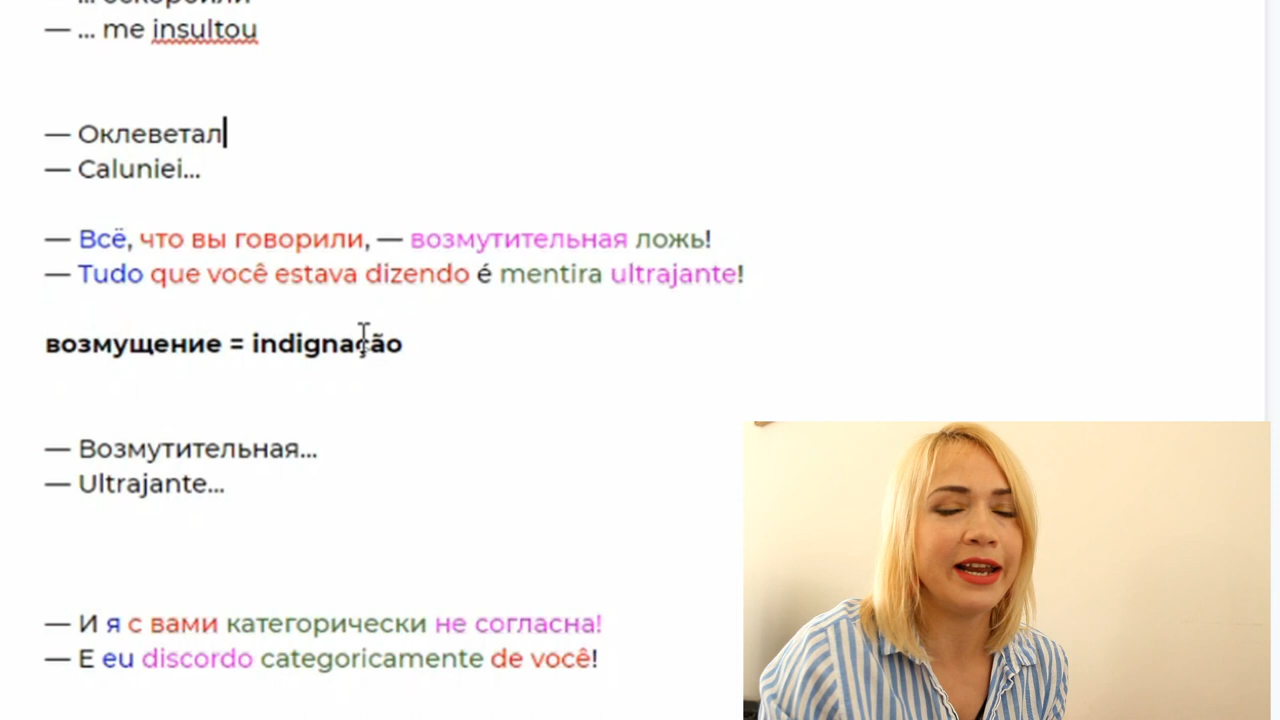 — ... me insultou
— Оклеветал
— Caluniei...
— Всё, что вы говорили, — возмутительная ложь!
— Tudo que você estava dizendo é mentira ultrajante!
возмущение = indignação
— Возмутительная...
— Ultrajante...
— И я с вами категорически не согласна!
— E eu discordo categoricamente de você!